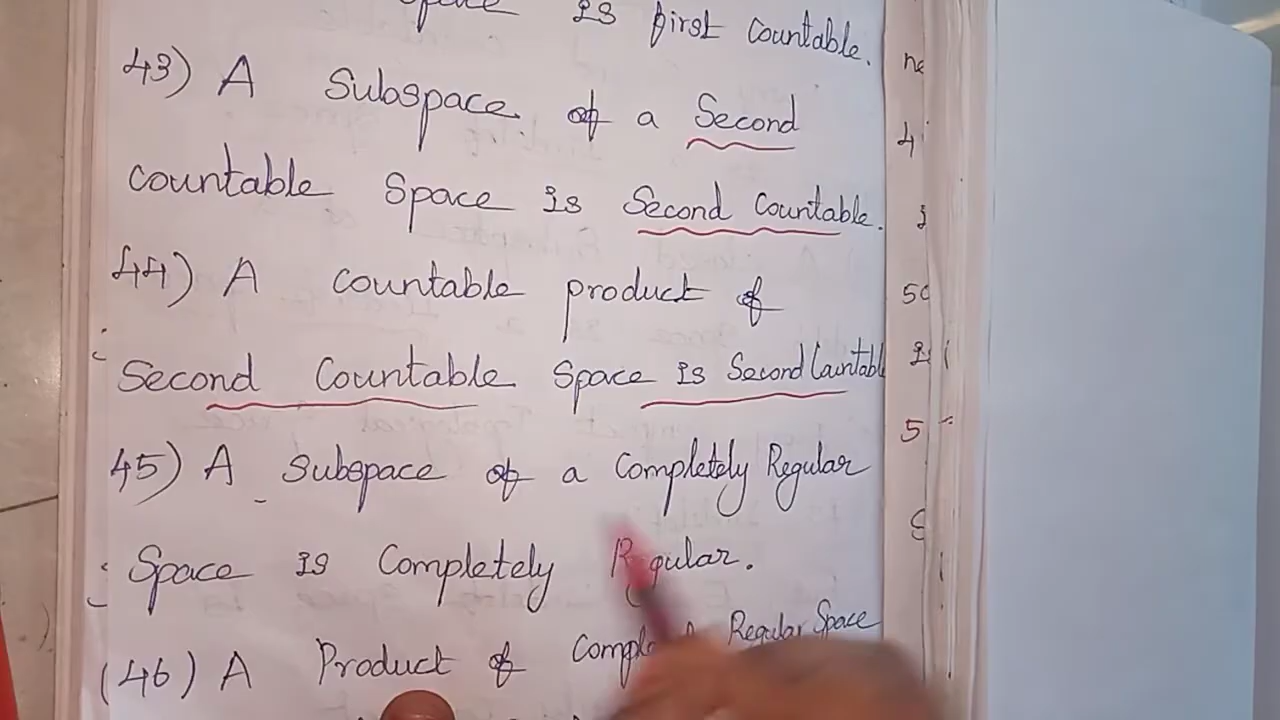 space is first countable.
43) A Subspace of a Second
countable Space is Second Countable.
44) A countable product of
Second Countable Space is Second Countabl
45) A Subspace of a Completely Regular
Space is Completely Regular.
(46) A Product of Regular Space